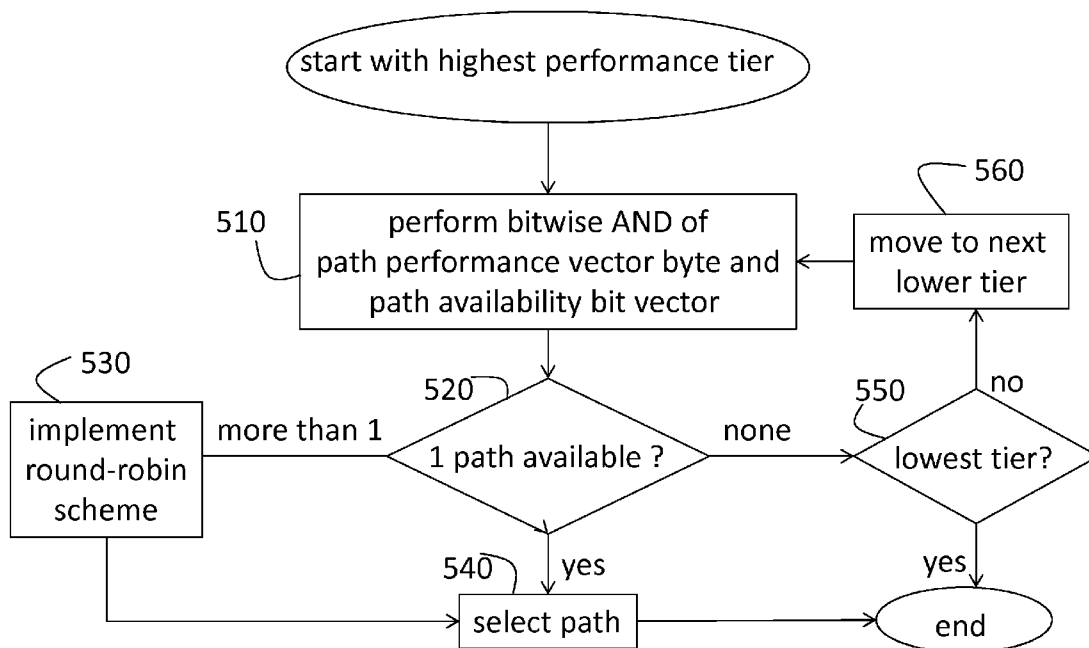 start with highest performance tier
510
perform bitwise AND of
path performance vector byte and
path availability bit vector
560
move to next
lower tier
530
implement
round-robin
scheme
more than 1
520
1 path available ?
none
550
lowest tier?
no
540
yes
select path
yes
end